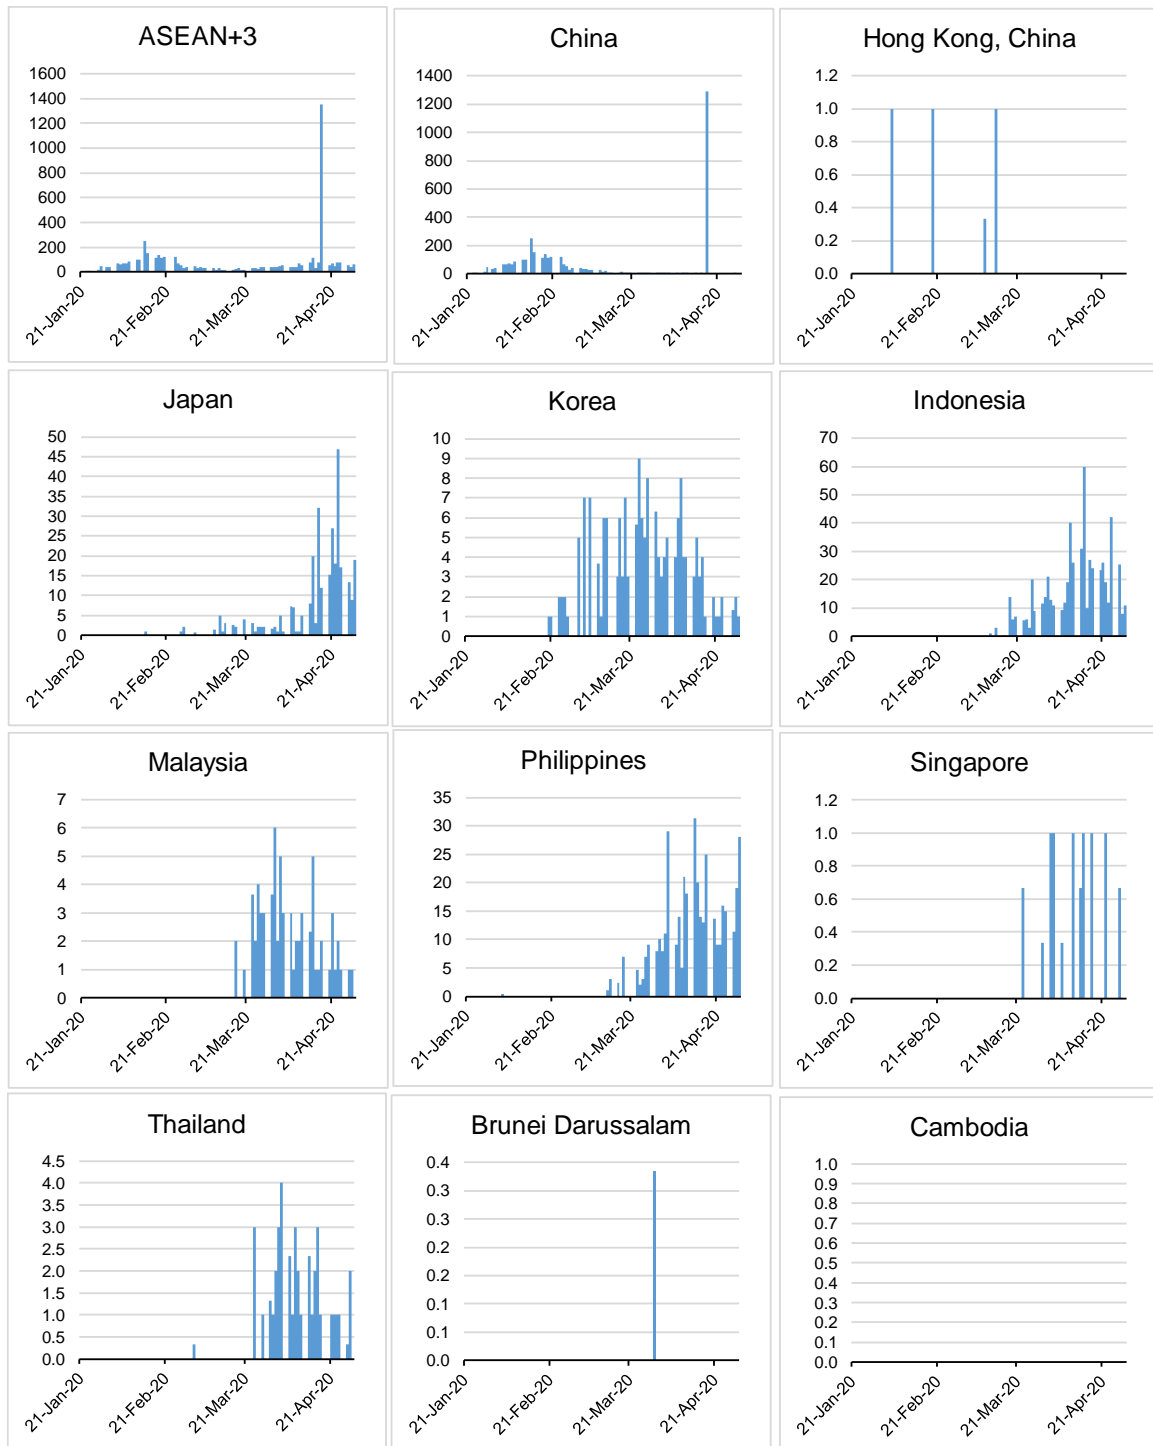 ASEAN+3
1600
1400
1200
1000
800
600
400
200
0
21-Jan-20
21-Feb-20
21-Mar-20
21-Apr-20
China
1400
1200
1000
800
600
400
200
0
21-Jan-20
21-Feb-20
21-Mar-20
21-Apr-20
Hong Kong, China
1.2
1.0
0.8
0.6
0.4
0.2
0.0
21-Jan-20
21-Feb-20
21-Mar-20
21-Apr-20
Japan
50
45
40
35
30
25
20
15
10
5
0
21-Jan-20
21-Feb-20
21-Mar-20
21-Apr-20
Korea
10
9
8
7
6
5
4
3
2
1
0
21-Jan-20
21-Feb-20
21-Mar-20
21-Apr-20
Indonesia
70
60
50
40
30
20
10
0
21-Jan-20
21-Feb-20
21-Mar-20
21-Apr-20
Malaysia
7
6
5
4
3
2
1
0
21-Jan-20
21-Feb-20
21-Mar-20
21-Apr-20
Philippines
35
30
25
20
15
10
5
0
21-Jan-20
21-Feb-20
21-Mar-20
21-Apr-20
Singapore
1.2
1.0
0.8
0.6
0.4
0.2
0.0
21-Jan-20
21-Feb-20
21-Mar-20
21-Apr-20
Thailand
4.5
4.0
3.5
3.0
2.5
2.0
1.5
1.0
0.5
0.0
21-Jan-20
21-Feb-20
21-Mar-20
21-Apr-20
Brunei Darussalam
0.4
0.3
0.3
0.2
0.2
0.1
0.1
0.0
21-Jan-20
21-Feb-20
21-Mar-20
21-Apr-20
Cambodia
1.0
0.9
0.8
0.7
0.6
0.5
0.4
0.3
0.2
0.1
0.0
21-Jan-20
21-Feb-20
21-Mar-20
21-Apr-20